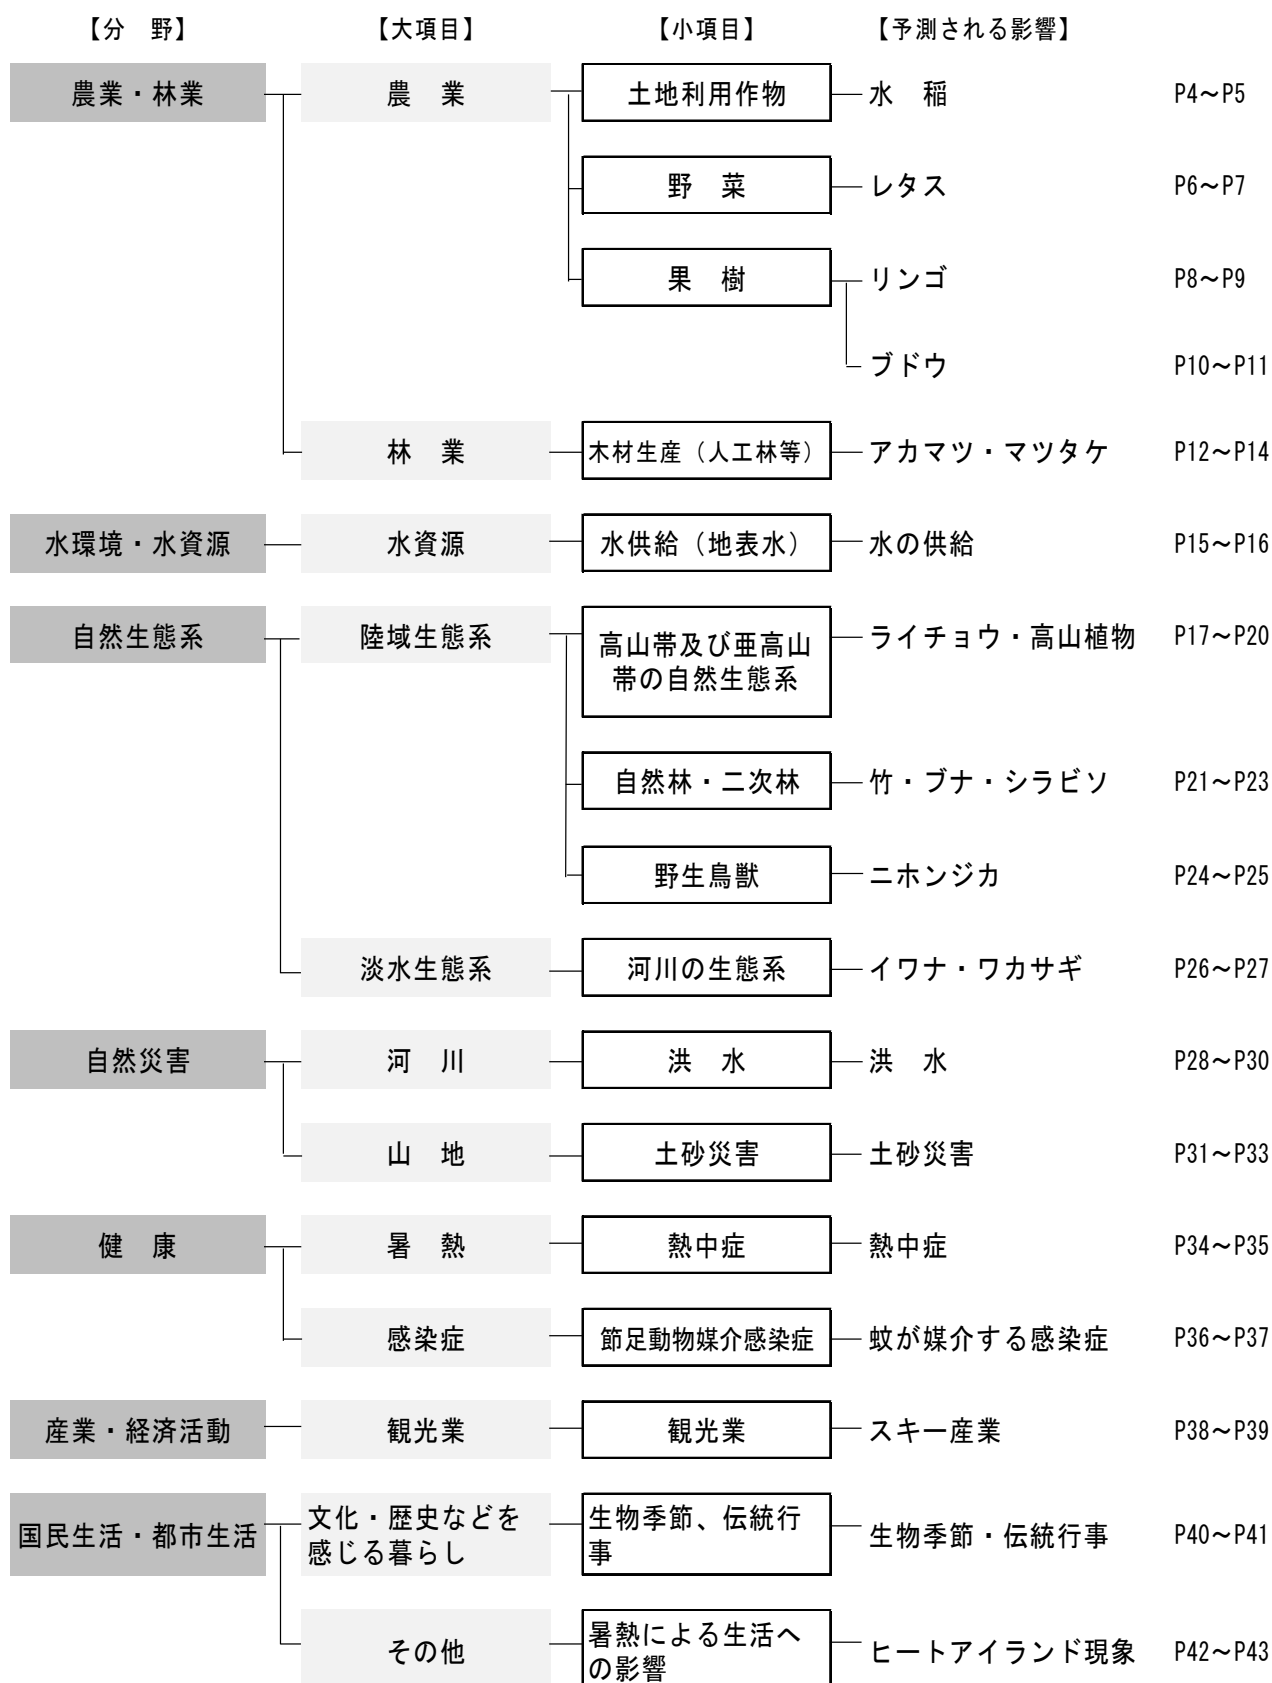 【分　野】　【大項目】　【小項目】　【予測される影響】
農業・林業　農　業　土地利用作物　水　稲　P4～P5
野　菜　レタス　P6～P7
果　樹　リンゴ　P8～P9
ブドウ　P10～P11
林　業　木材生産（人工林等）　アカマツ・マツタケ　P12～P14
水環境・水資源　水資源　水供給（地表水）　水の供給　P15～P16
自然生態系　陸域生態系　高山帯及び亜高山　ライチョウ・高山植物　P17～P20
帯の自然生態系
自然林・二次林　竹・ブナ・シラビソ　P21～P23
野生鳥獣　ニホンジカ　P24～P25
淡水生態系　河川の生態系　イワナ・ワカサギ　P26～P27
自然災害　河　川　洪　水　洪　水　P28～P30
山　地　土砂災害　土砂災害　P31～P33
健　康　暑　熱　熱中症　熱中症　P34～P35
感染症　節足動物媒介感染症　蚊が媒介する感染症　P36～P37
産業・経済活動　観光業　観光業　スキー産業　P38～P39
国民生活・都市生活　文化・歴史などを　生物季節、伝統行　生物季節・伝統行事　P40～P41
感じる暮らし　事
その他　暑熱による生活へ　ヒートアイランド現象　P42～P43
の影響